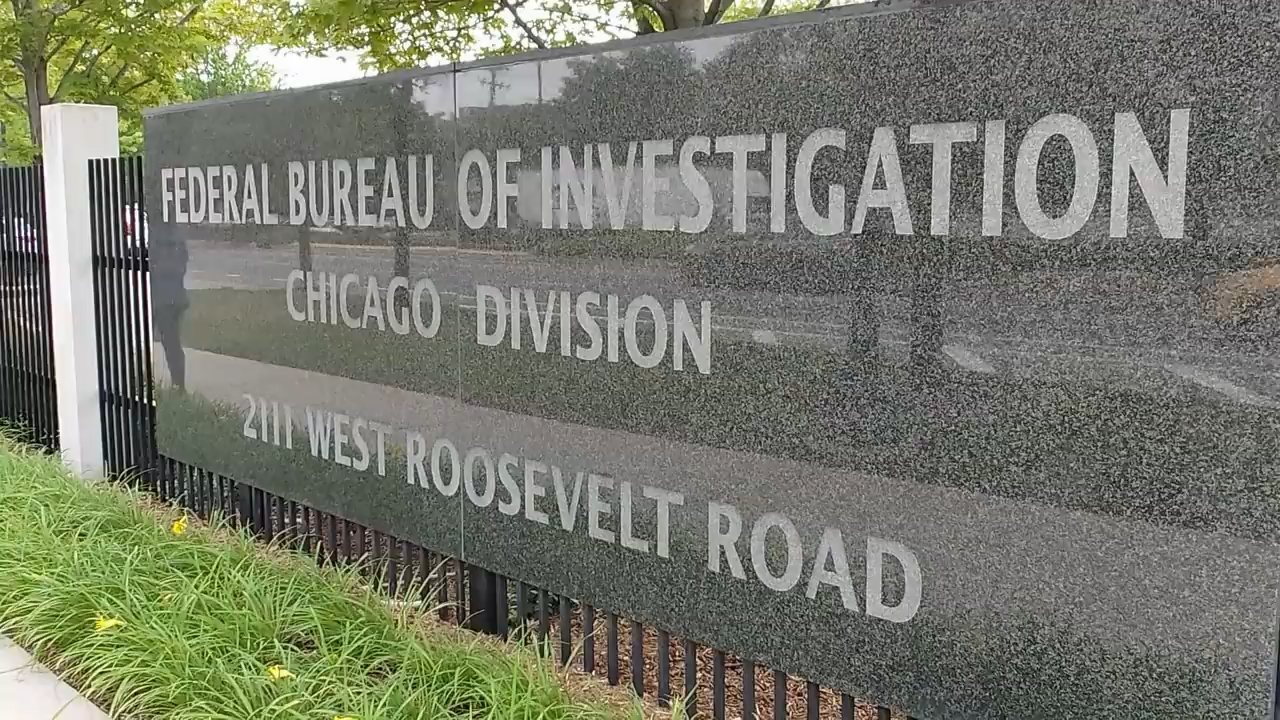 FEDERAL BUREAU OF INVESTIGATION
CHICAGO DIVISION
2111 WEST ROOSEVELT ROAD